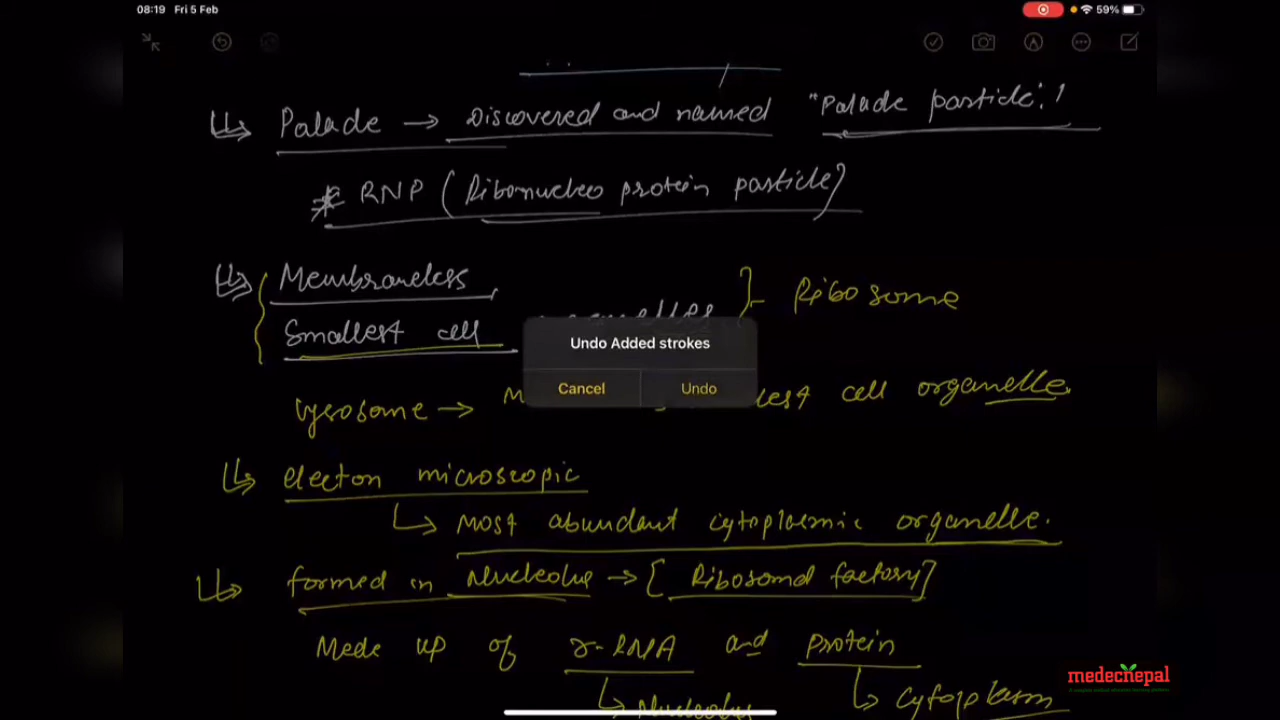 08:19 Fri 5 Feb 59%
Palade → Discovered and named "Palade particle."
* RNP (Ribonucleo protein particle)
Membraneless
Smallest cell organelles } Ribosome
Lysosome → cell organelle.
electon microscopic
Most abundant cytoplasmic organelle.
formed in Nucleolus → [Ribosomal factory]
Made up of r-RNA and protein
Nucleolus Cytoplasm
Undo Added strokes
Cancel Undo
medecnepal